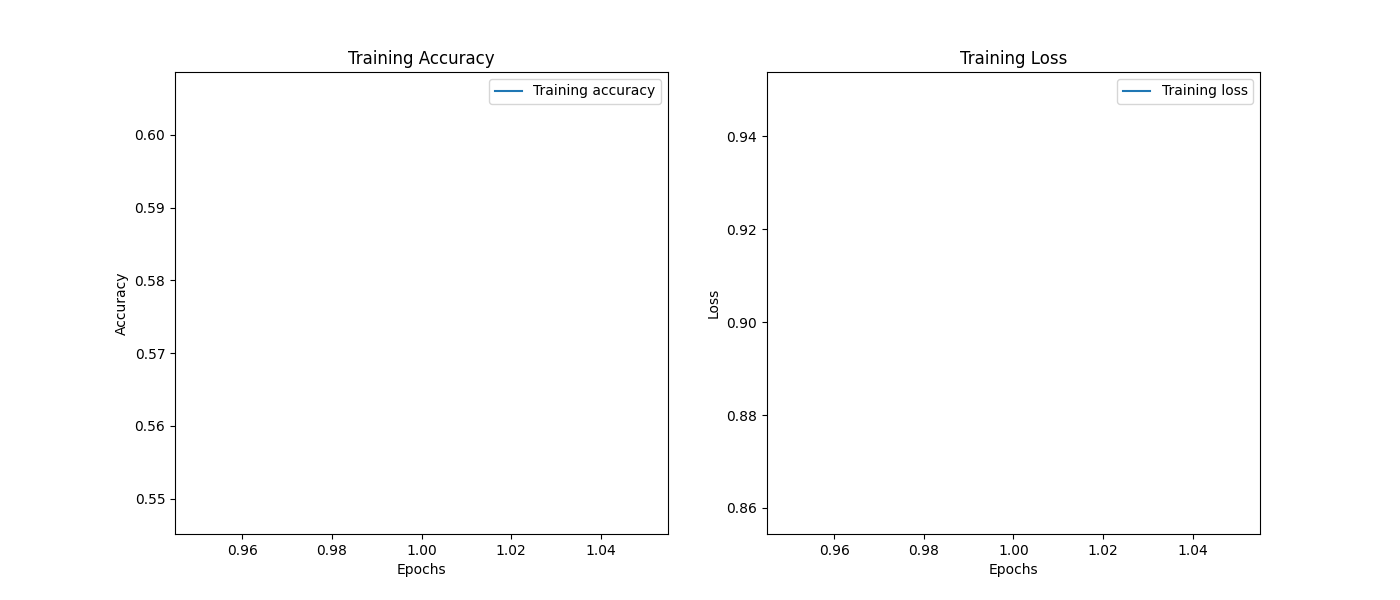 Training Accuracy
Training accuracy
0.60
0.59
0.58
0.57
0.56
0.55
Accuracy
0.96 0.98 1.00 1.02 1.04
Epochs
Training Loss
Training loss
0.94
0.92
0.90
0.88
0.86
Loss
0.96 0.98 1.00 1.02 1.04
Epochs